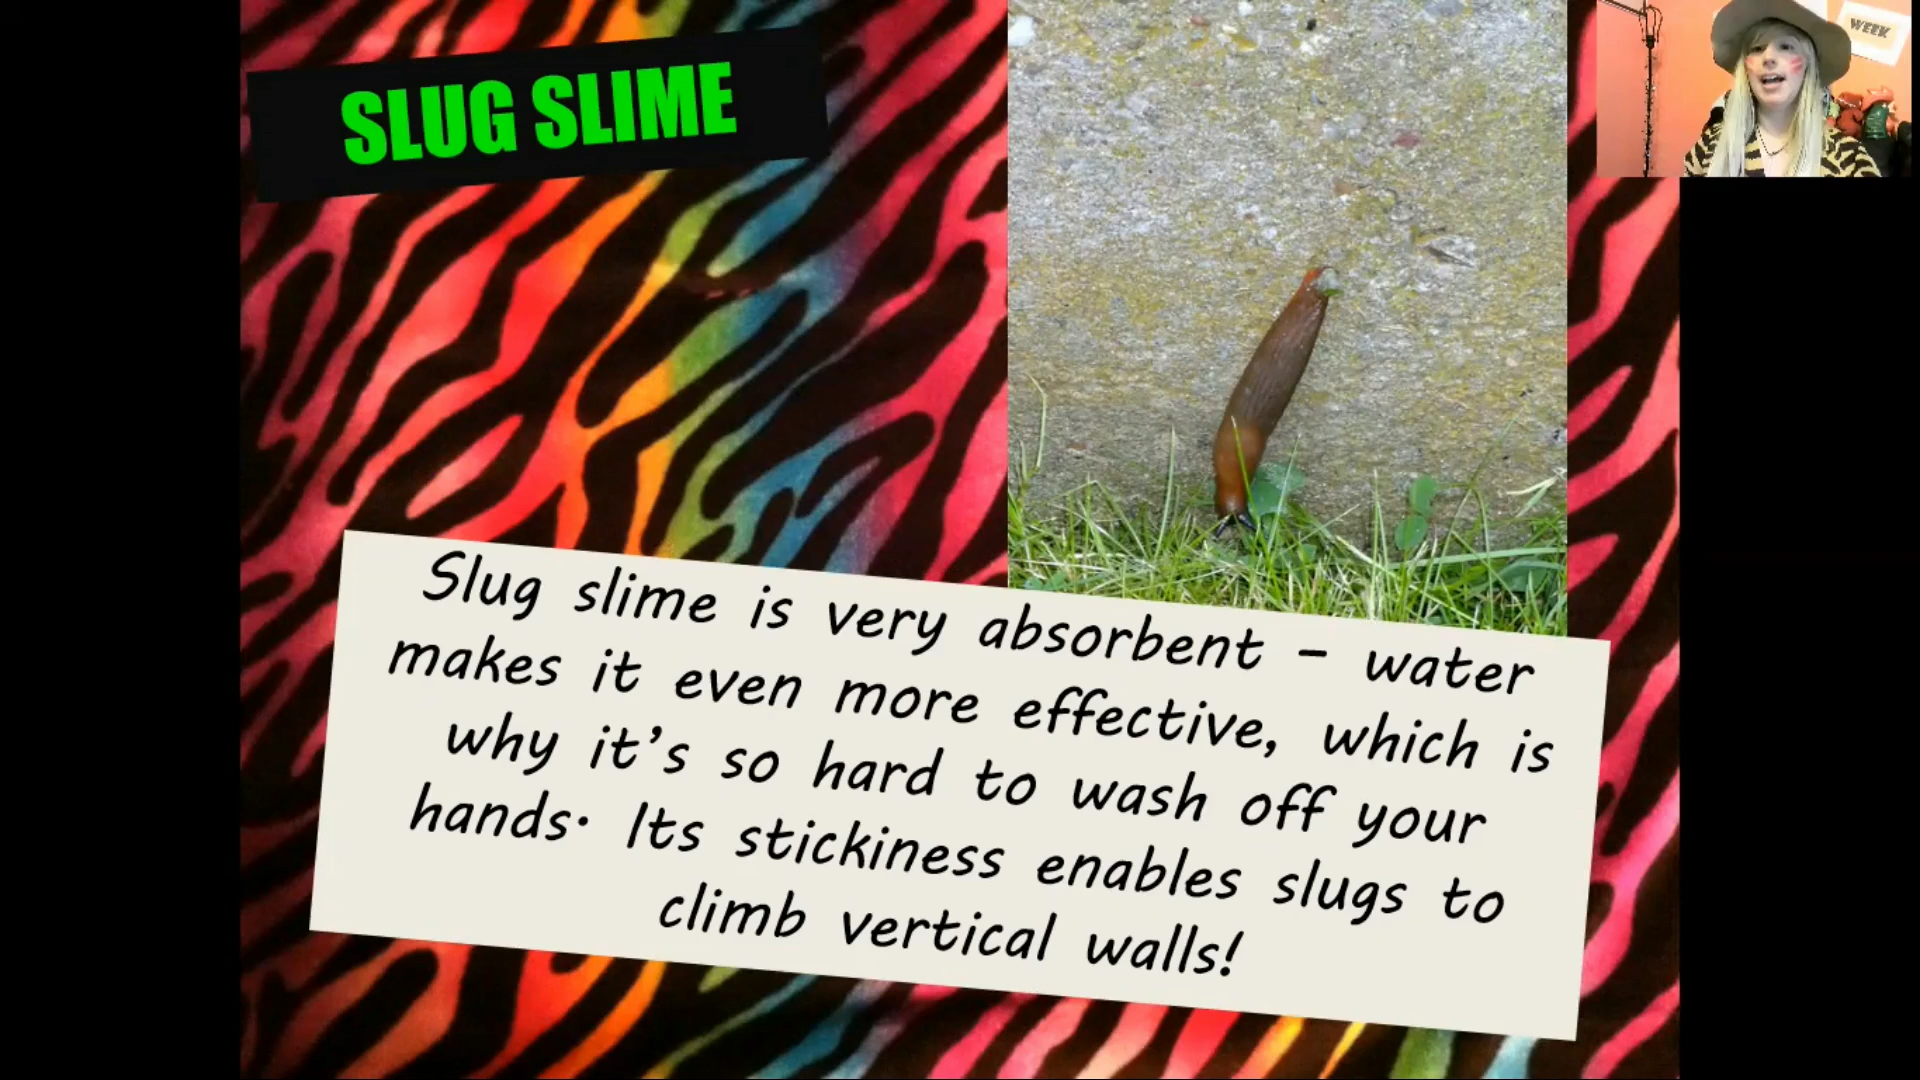 SLUG SLIME
WEEK
Slug slime is very absorbent – water
makes it even more effective, which is
why it's so hard to wash off your
hands. Its stickiness enables slugs to
climb vertical walls!